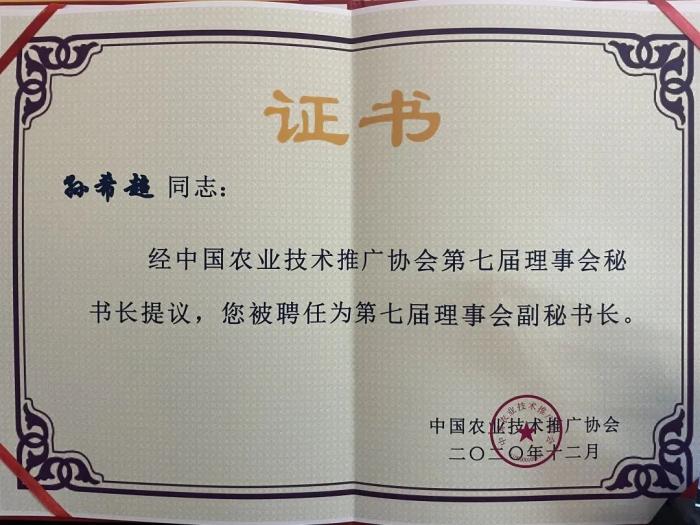 证书
孙希超 同志：
经中国农业技术推广协会第七届理事会秘
书长提议，您被聘任为第七届理事会副秘书长。
中国农业技术推广协会
二〇二〇年十二月